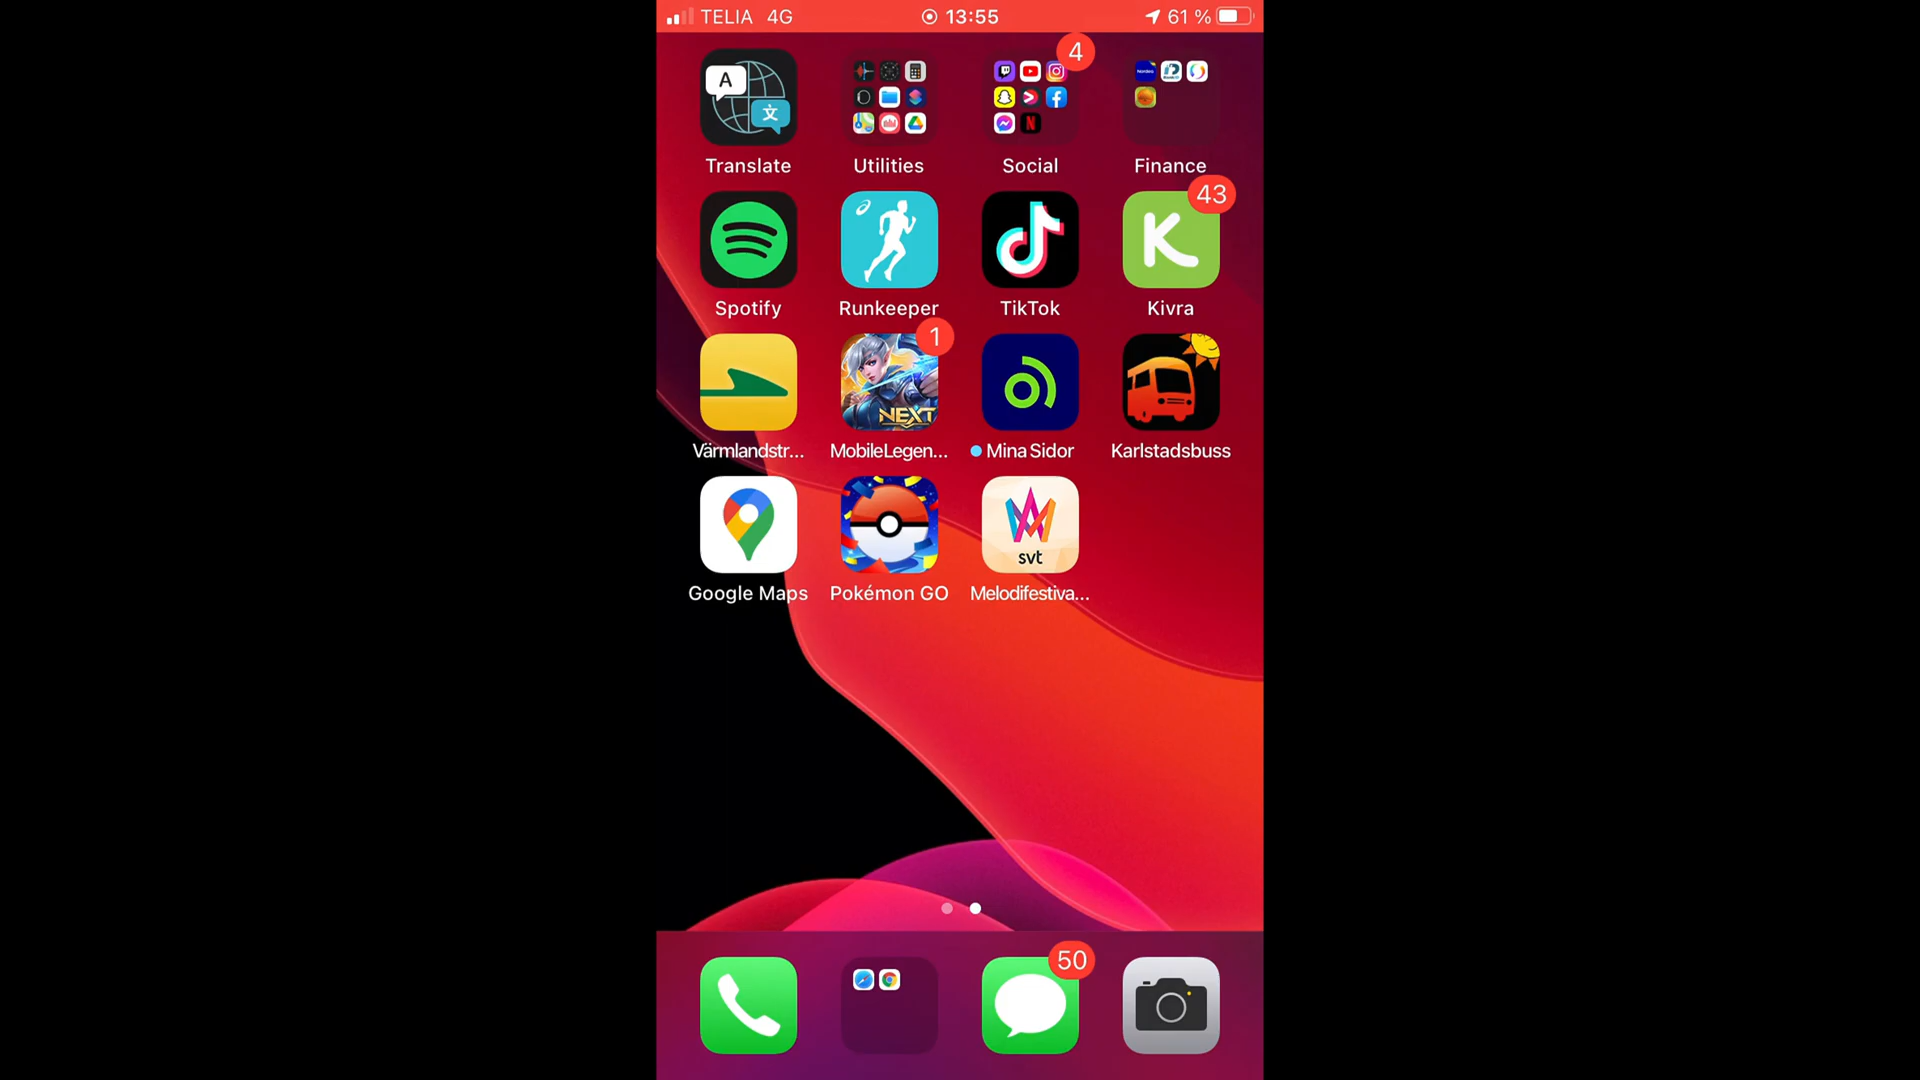 TELIA 4G 13:55 61 %
4
A 文
Translate Utilities Social Finance
43
Spotify Runkeeper TikTok Kivra
1
NEXT
Värmlandstr... MobileLegen... Mina Sidor Karlstadsbuss
svt
Google Maps Pokémon GO Melodifestiva...
50